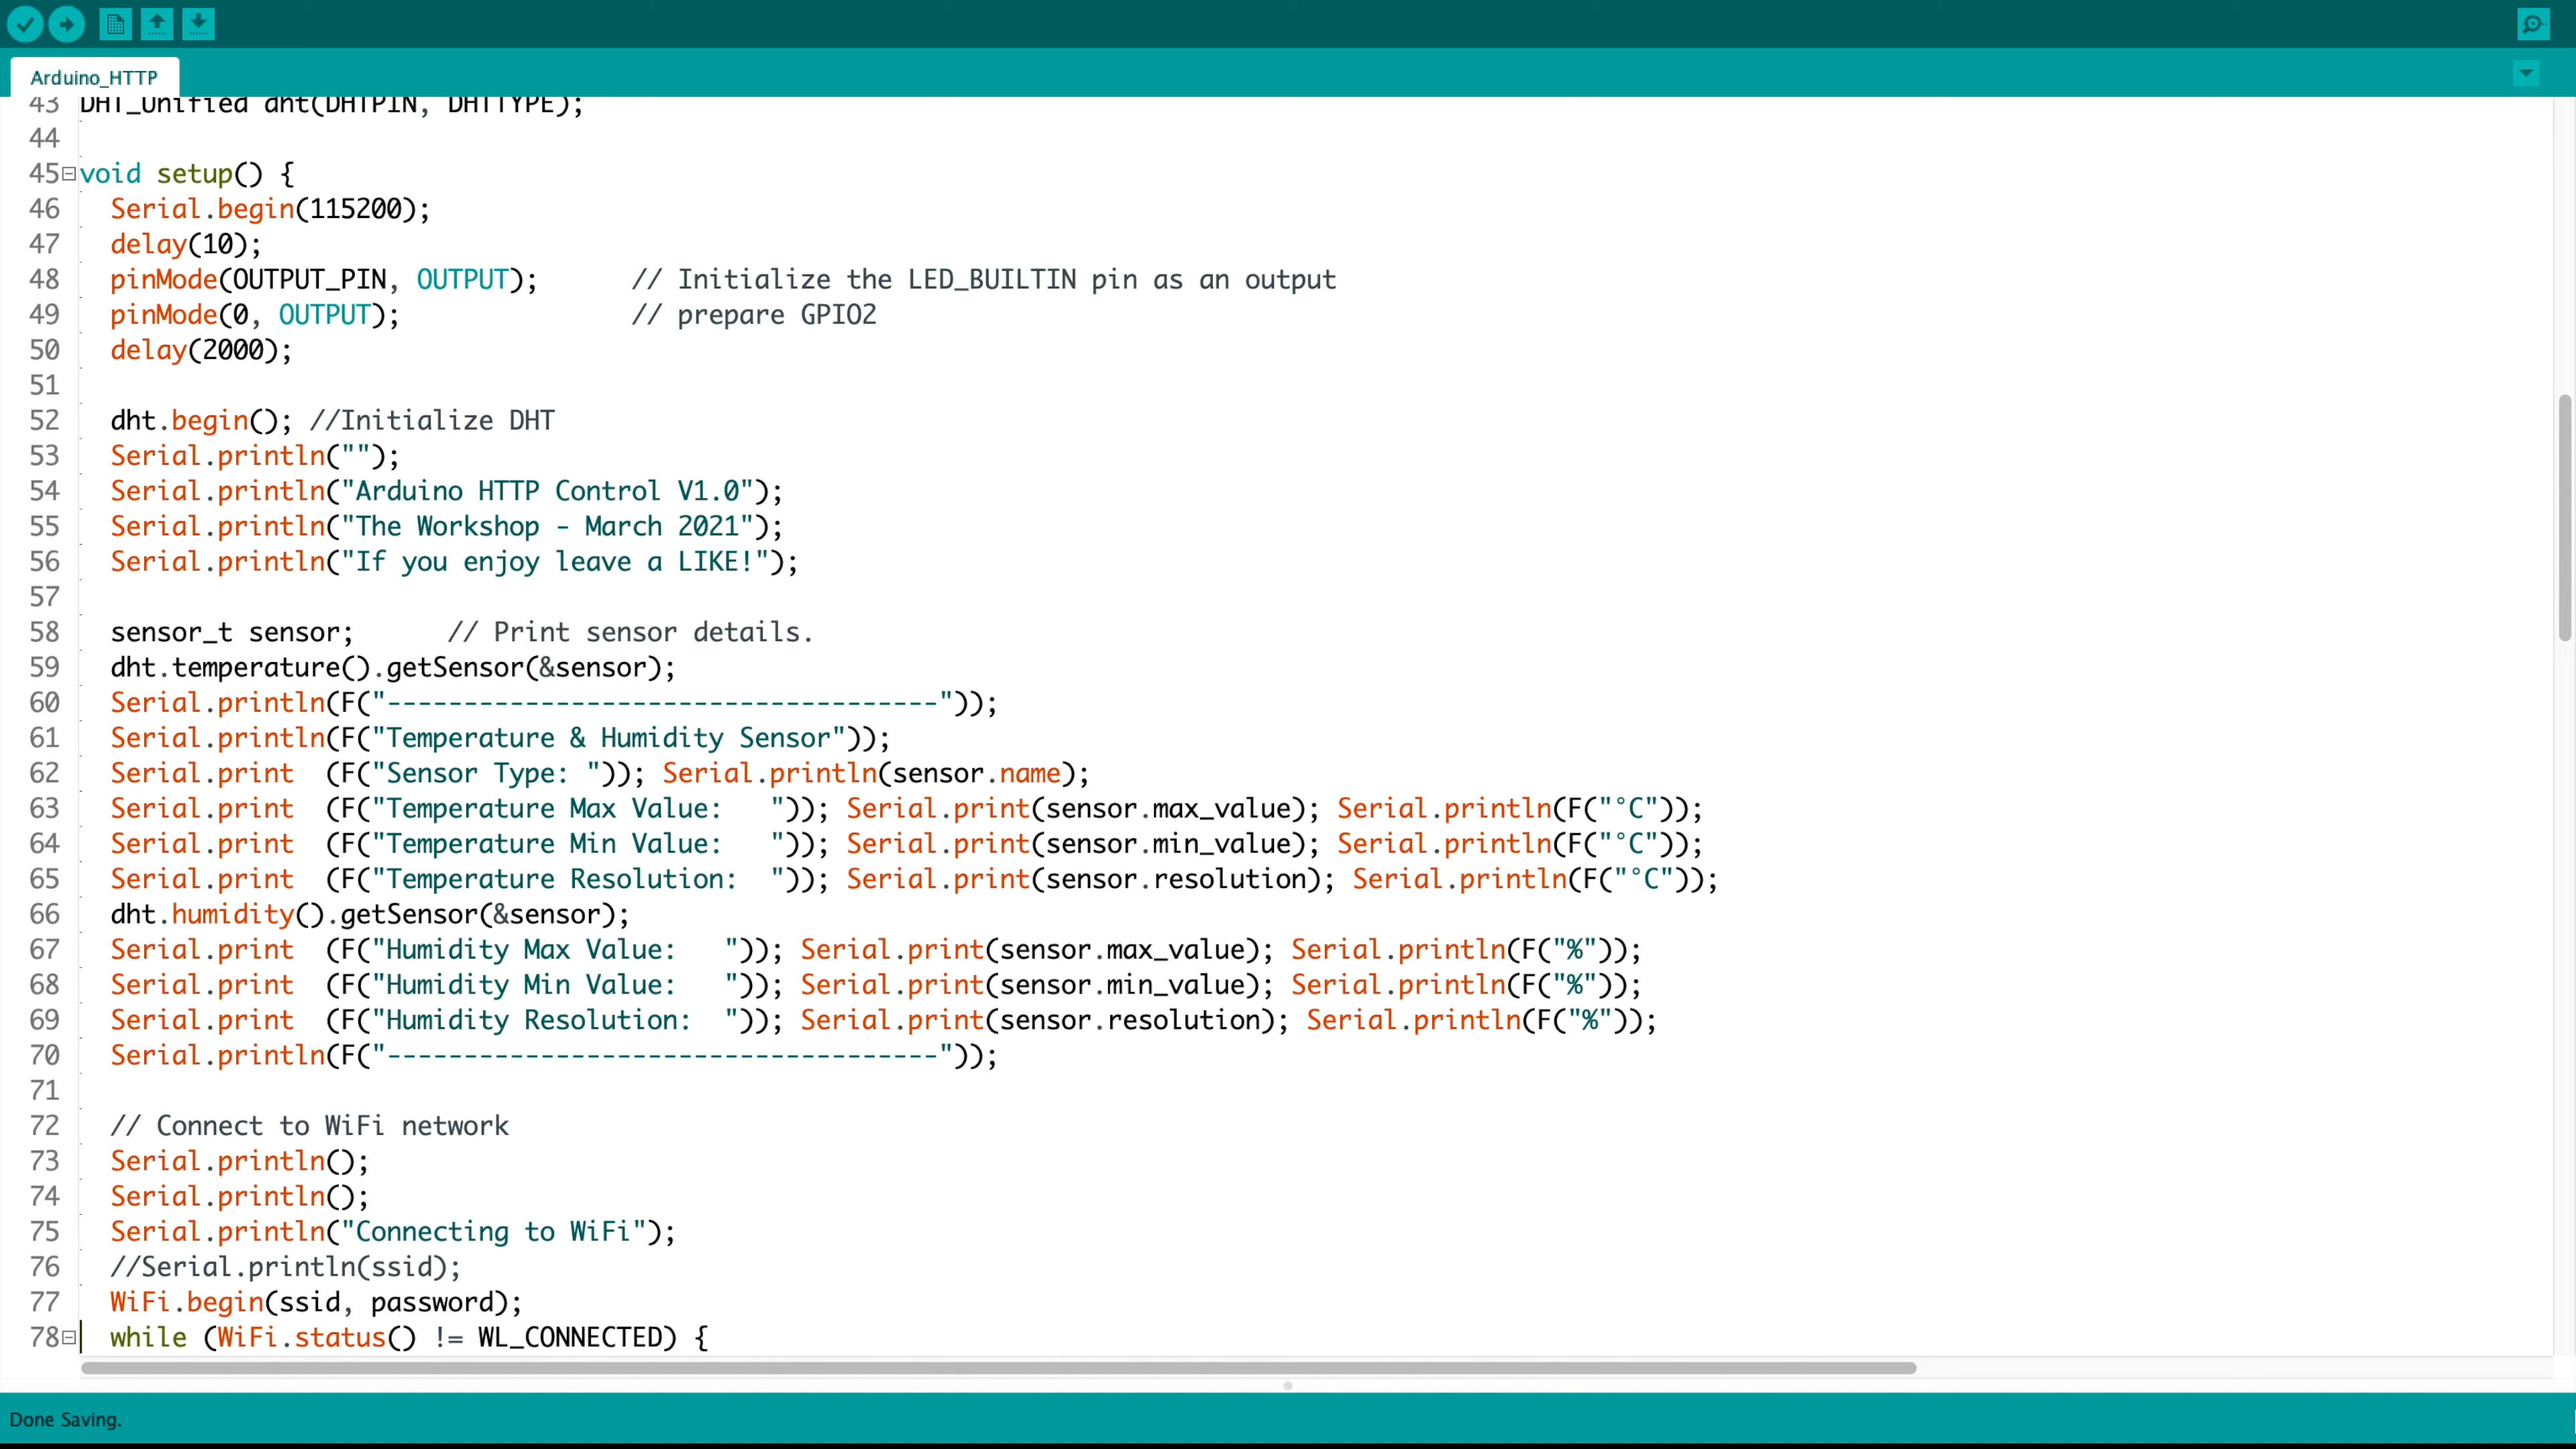 Arduino_HTTP
43 DHT_Unified dht(DHTPIN, DHTTYPE);
44
45 void setup() {
46   Serial.begin(115200);
47   delay(10);
48   pinMode(OUTPUT_PIN, OUTPUT);      // Initialize the LED_BUILTIN pin as an output
49   pinMode(0, OUTPUT);               // prepare GPIO2
50   delay(2000);
51
52   dht.begin(); //Initialize DHT
53   Serial.println("");
54   Serial.println("Arduino HTTP Control V1.0");
55   Serial.println("The Workshop - March 2021");
56   Serial.println("If you enjoy leave a LIKE!");
57
58   sensor_t sensor;      // Print sensor details.
59   dht.temperature().getSensor(&sensor);
60   Serial.println(F("------------------------------------"));
61   Serial.println(F("Temperature & Humidity Sensor"));
62   Serial.print  (F("Sensor Type: ")); Serial.println(sensor.name);
63   Serial.print  (F("Temperature Max Value:   ")); Serial.print(sensor.max_value); Serial.println(F("°C"));
64   Serial.print  (F("Temperature Min Value:   ")); Serial.print(sensor.min_value); Serial.println(F("°C"));
65   Serial.print  (F("Temperature Resolution:  ")); Serial.print(sensor.resolution); Serial.println(F("°C"));
66   dht.humidity().getSensor(&sensor);
67   Serial.print  (F("Humidity Max Value:   ")); Serial.print(sensor.max_value); Serial.println(F("%"));
68   Serial.print  (F("Humidity Min Value:   ")); Serial.print(sensor.min_value); Serial.println(F("%"));
69   Serial.print  (F("Humidity Resolution:  ")); Serial.print(sensor.resolution); Serial.println(F("%"));
70   Serial.println(F("------------------------------------"));
71
72   // Connect to WiFi network
73   Serial.println();
74   Serial.println();
75   Serial.println("Connecting to WiFi");
76   //Serial.println(ssid);
77   WiFi.begin(ssid, password);
78   while (WiFi.status() != WL_CONNECTED) {
Done Saving.